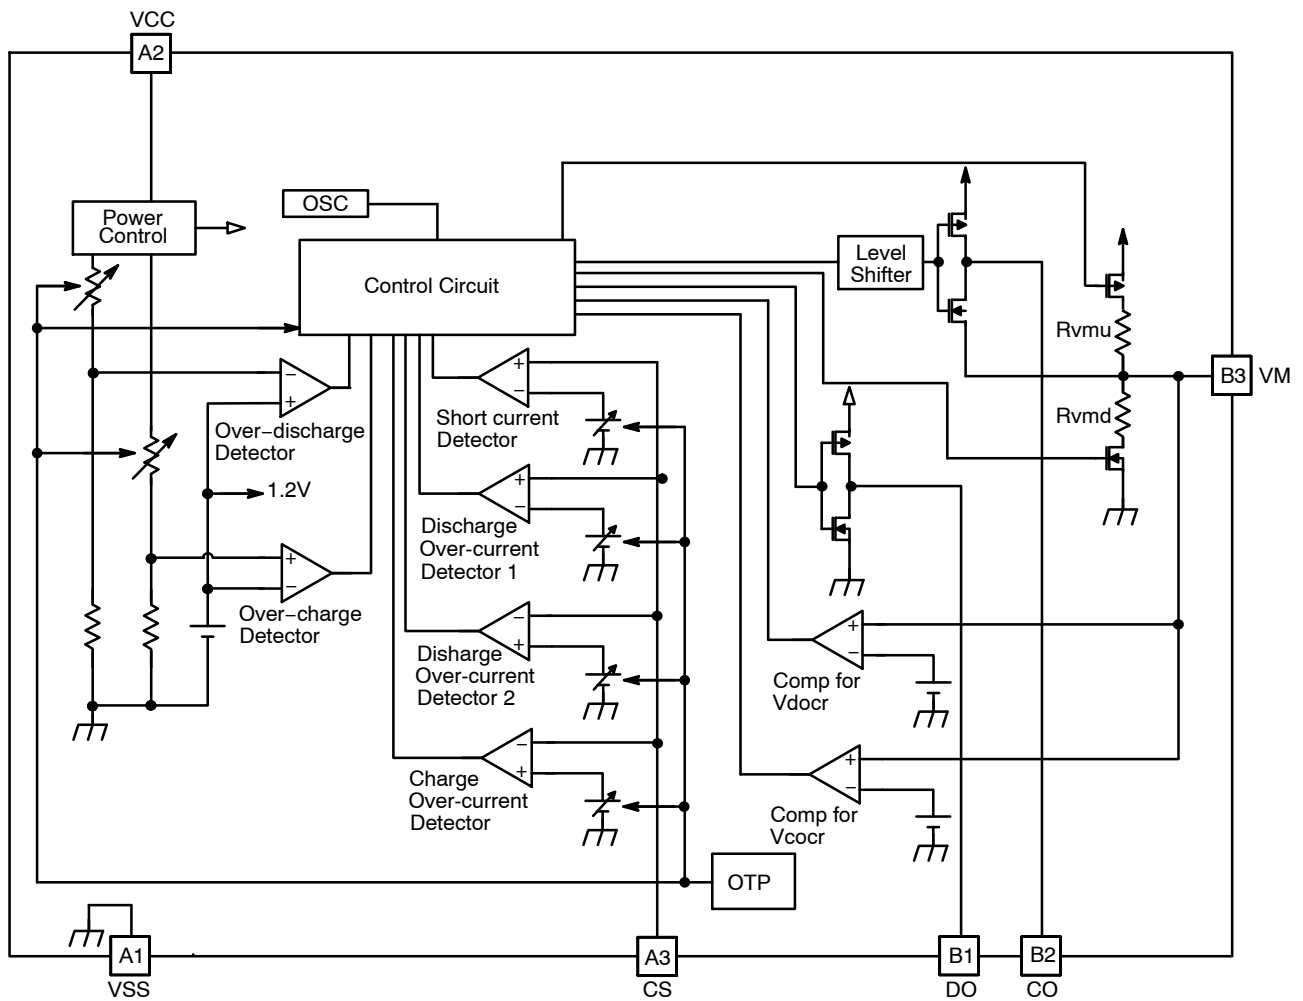 VCC
A2
Power
Control
OSC
Control Circuit
Level
Shifter
Rvmu
B3 VM
Rvmd
−
+
Over−discharge
Detector
1.2V
+
−
Over−charge
Detector
+
−
Short current
Detector
+
−
Discharge
Over-current
Detector 1
−
+
Disharge
Over-current
Detector 2
−
+
Charge
Over-current
Detector
+
−
Comp for
Vdocr
+
−
Comp for
Vcocr
OTP
A1
VSS
A3
CS
B1
DO
B2
CO